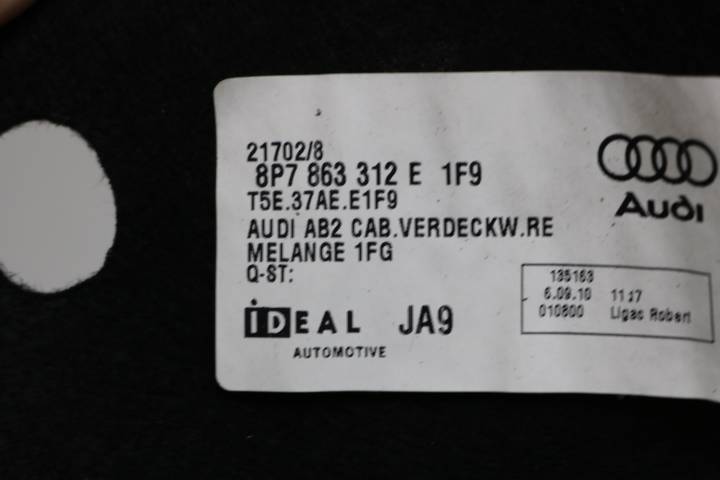 21702/8
8P7 863 312 E 1F9
T5E.37AE.E1F9
AUDI AB2 CAB.VERDECKW.RE
MELANGE 1FG
Q-ST:
IDEAL JA9
AUTOMOTIVE
Audi
135163
6.09.10 11:17
010800 Ligac Robert